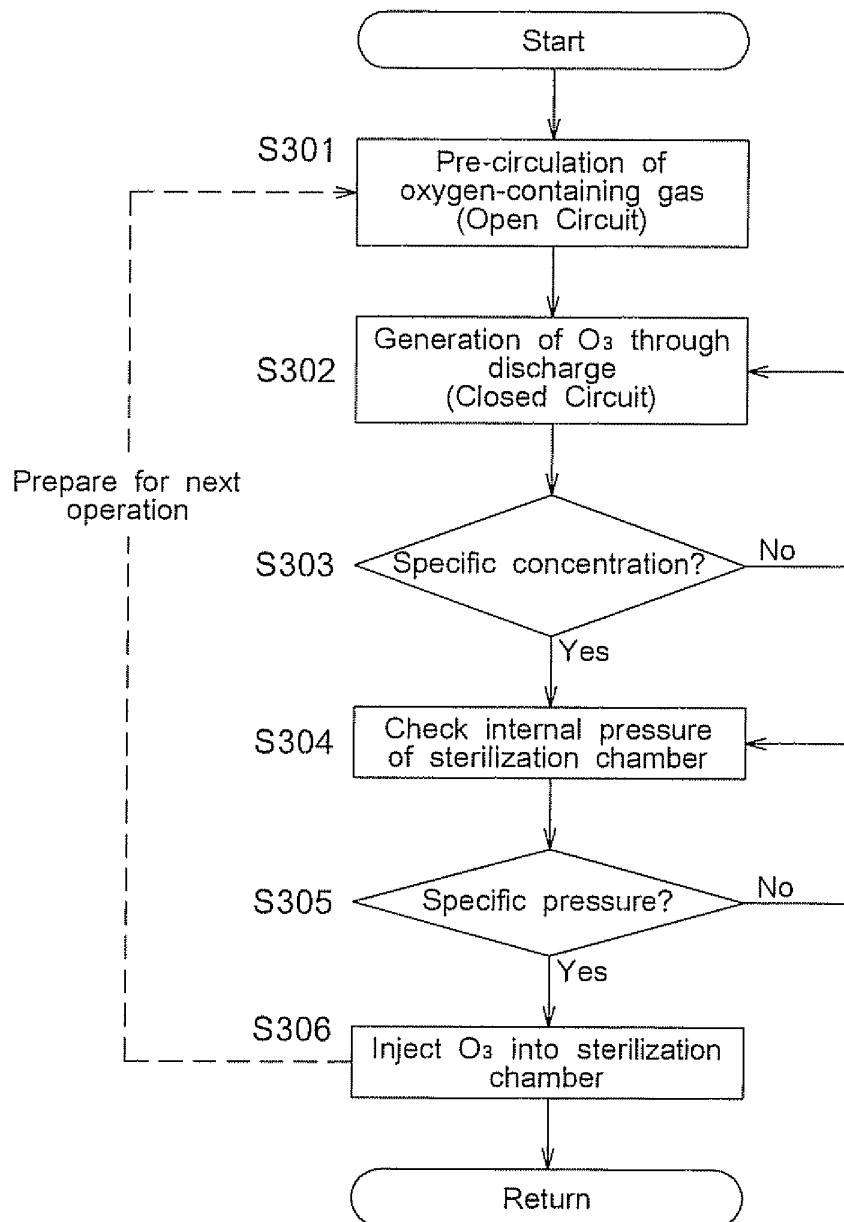 Start
S301
Pre-circulation of
oxygen-containing gas
(Open Circuit)
S302
Generation of O₃ through
discharge
(Closed Circuit)
Prepare for next
operation
S303
Specific concentration?
No
Yes
S304
Check internal pressure
of sterilization chamber
S305
Specific pressure?
No
Yes
S306
Inject O₃ into sterilization
chamber
Return